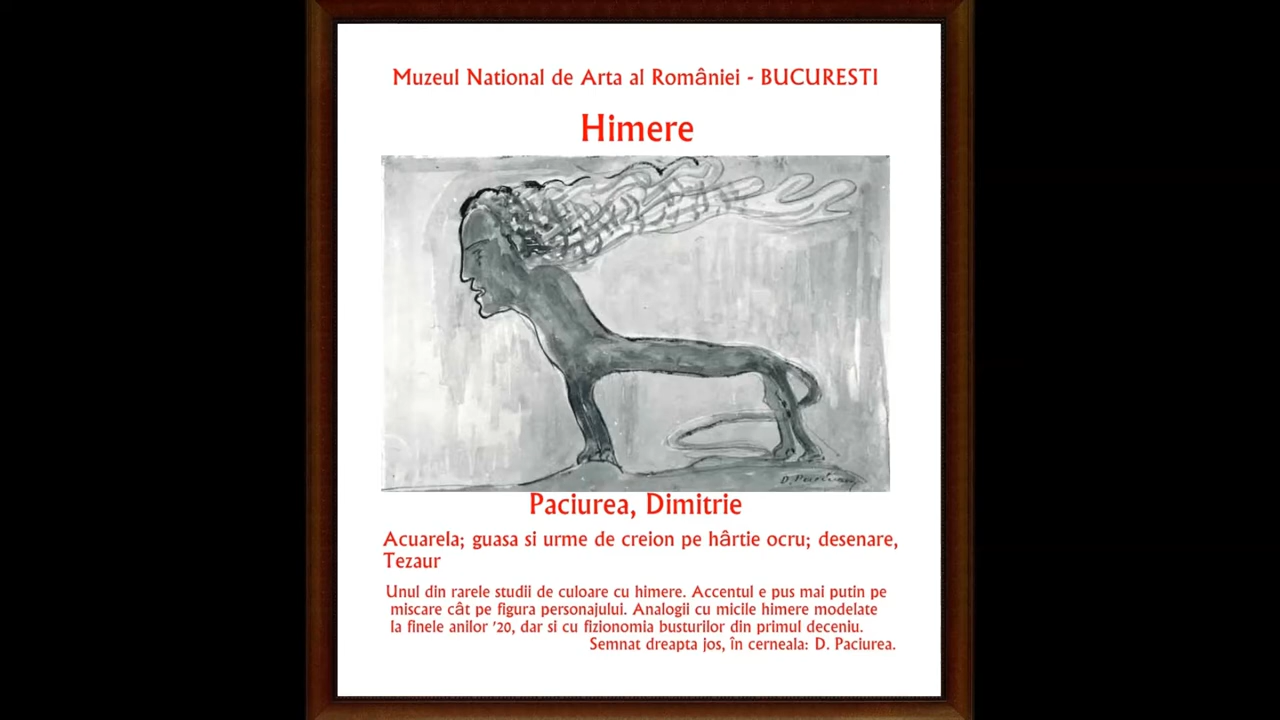 Muzeul National de Arta al României - BUCURESTI
Himere
D. Paciurea
Paciurea, Dimitrie
Acuarela; guasa si urme de creion pe hârtie ocru; desenare,
Tezaur
Unul din rarele studii de culoare cu himere. Accentul e pus mai putin pe
miscare cât pe figura personajului. Analogii cu micile himere modelate
la finele anilor '20, dar si cu fizionomia busturilor din primul deceniu.
Semnat dreapta jos, în cerneala: D. Paciurea.